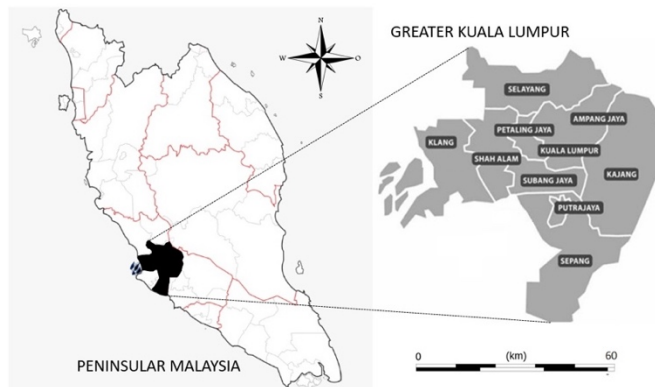 N
W
O
S
PENINSULAR MALAYSIA
GREATER KUALA LUMPUR
SELAYANG
AMPANG JAYA
PETALING JAYA
KLANG
KUALA LUMPUR
SHAH ALAM
SUBANG JAYA
KAJANG
PUTRAJAYA
SEPANG
0 (km) 60